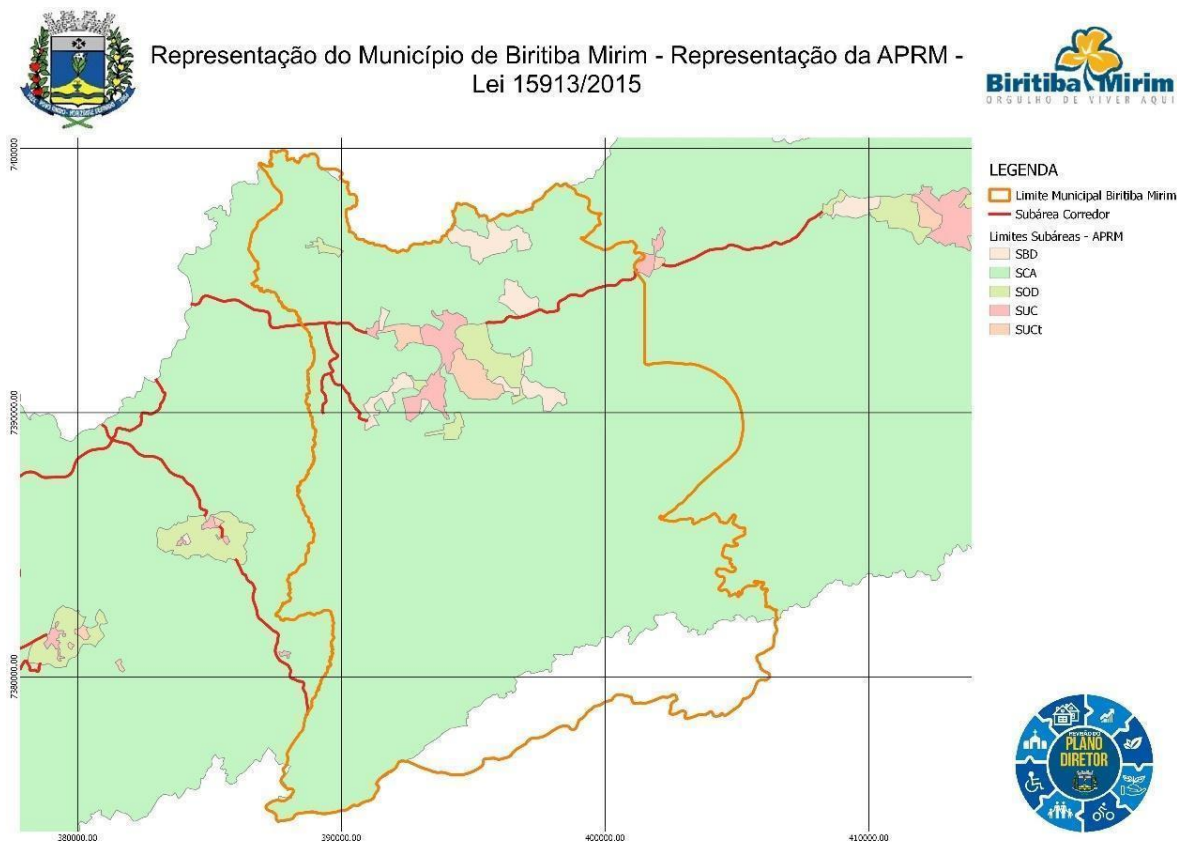 Representação do Município de Biritiba Mirim - Representação da APRM -
Lei 15913/2015
Biritiba Mirim
ORGULHO DE VIVER AQUI
LEGENDA
Limite Municipal Biritiba Mirim
Subárea Corredor
Limites Subáreas - APRM
SBD
SCA
SOD
SUC
SUCt
7400000
7390000.00
7380000.00
380000.00
390000.00
400000.00
410000.00
REVISÃO DO
PLANO
DIRETOR